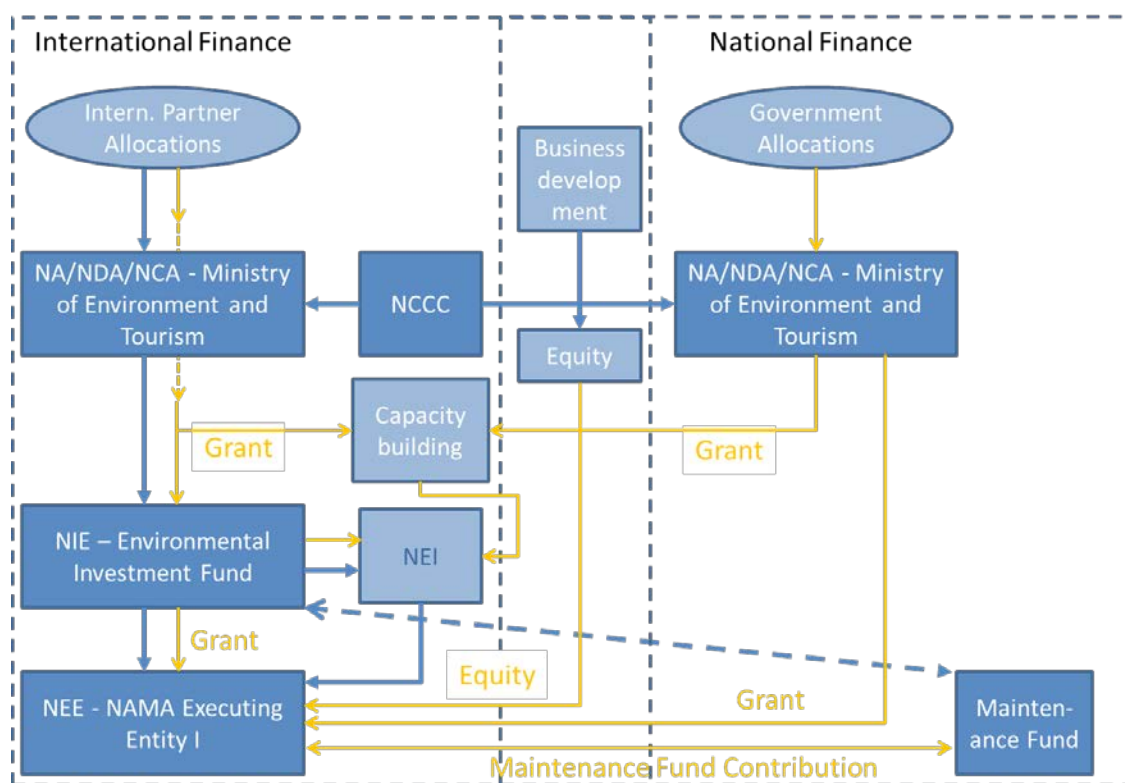 International Finance
National Finance
Intern. Partner
Allocations
Government
Allocations
Business
develop
ment
NA/NDA/NCA - Ministry
of Environment and
Tourism
NCCC
NA/NDA/NCA - Ministry
of Environment and
Tourism
Equity
Capacity
building
Grant
Grant
NIE – Environmental
Investment Fund
NEI
Grant
Equity
Grant
NEE - NAMA Executing
Entity I
Mainten-
ance Fund
Maintenance Fund Contribution